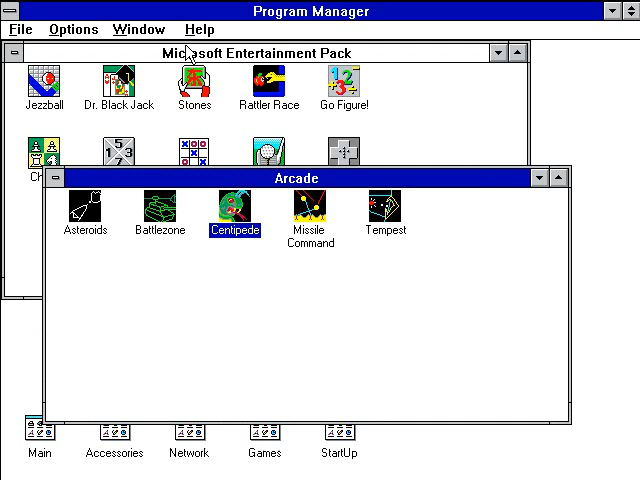 Program Manager
File Options Window Help
Microsoft Entertainment Pack
Jezzball Dr. Black Jack Stones Rattler Race Go Figure!
Arcade
Asteroids Battlezone Centipede Missile Command Tempest
Main Accessories Network Games StartUp